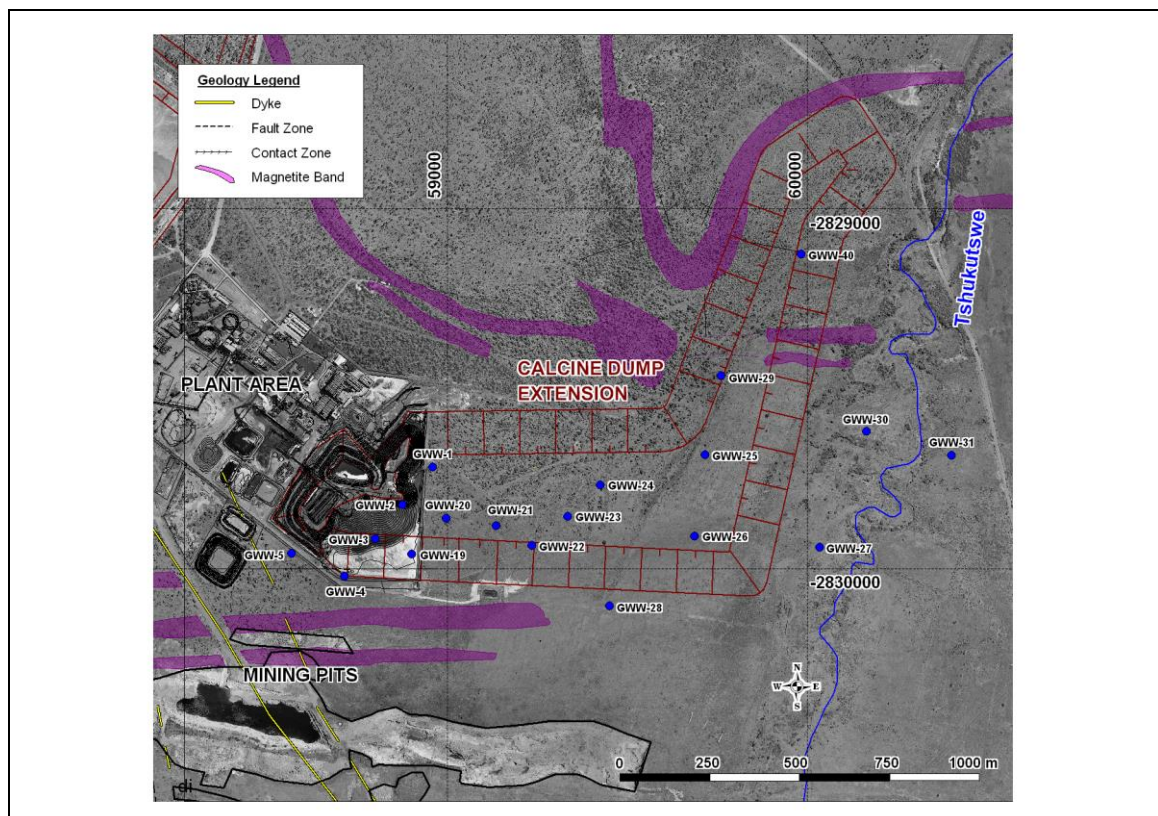 Geology Legend
Dyke
Fault Zone
Contact Zone
Magnetite Band
59000
60000
-2829000
GWW-40
Tshukutswe
CALCINE DUMP
EXTENSION
PLANT AREA
GWW-29
GWW-30
GWW-31
GWW-25
GWW-1
GWW-24
GWW-2
GWW-20
GWW-21
GWW-23
GWW-3
GWW-22
GWW-26
GWW-27
GWW-5
GWW-19
GWW-4
-2830000
GWW-28
MINING PITS
N
W E
S
0 250 500 750 1000 m
di